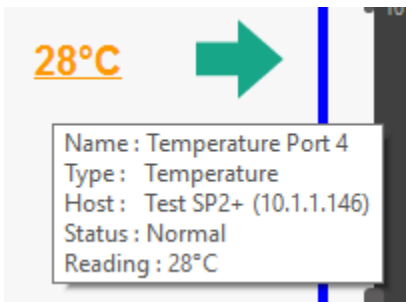 28°C
Name : Temperature Port 4
Type : Temperature
Host : Test SP2+ (10.1.1.146)
Status : Normal
Reading : 28°C